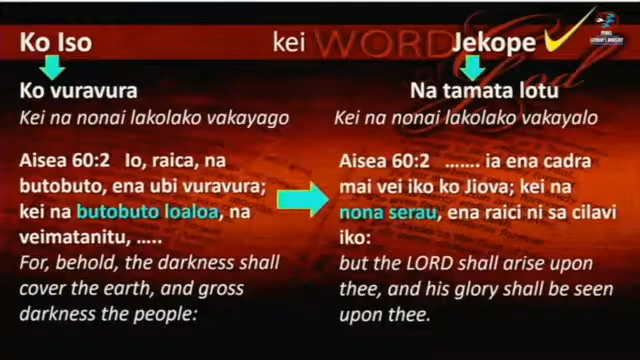 Ko Iso kei Jekope
WORD
God
Ko vuravura
Kei na nonai lakolako vakayago
Na tamata lotu
Kei na nonai lakolako vakayalo
Aisea 60:2 Io, raica, na
butobuto, ena ubi vuravura;
kei na butobuto loaloa, na
veimatanitu, .....
For, behold, the darkness shall
cover the earth, and gross
darkness the people:
Aisea 60:2 ....... ia ena cadra
mai vei iko ko Jiova; kei na
nona serau, ena raici ni sa cilavi
iko:
but the LORD shall arise upon
thee, and his glory shall be seen
upon thee.